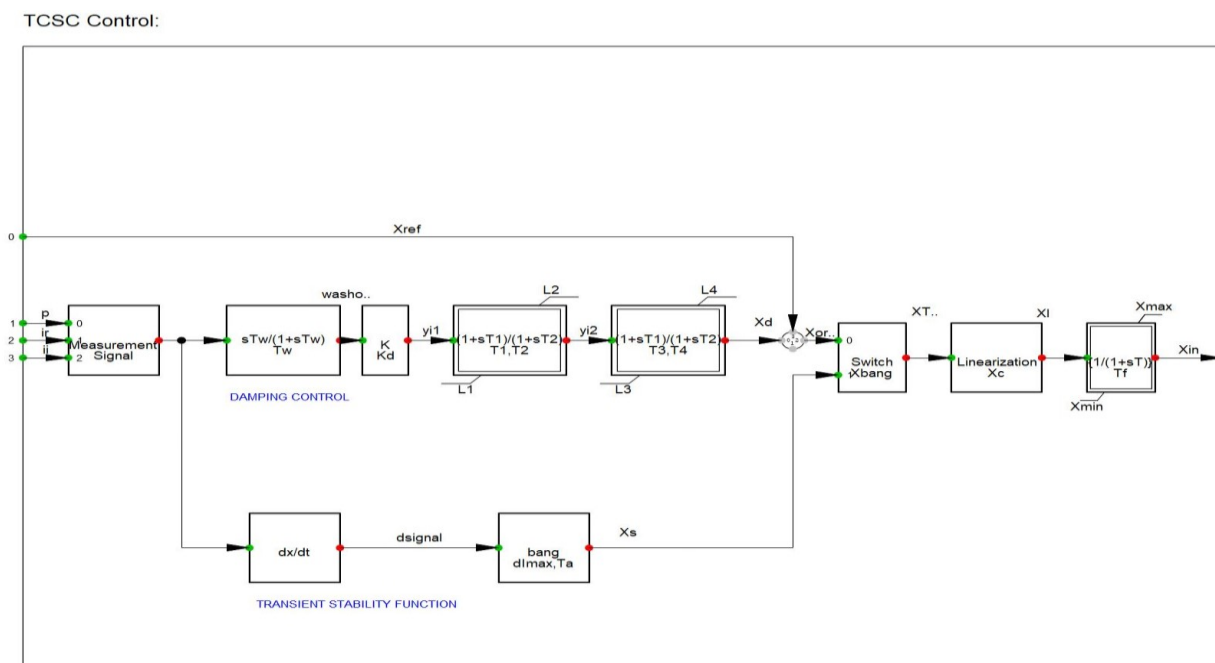 TCSC Control:
Xref
0
L2
L4
Xmax
washo..
Xd
XT..
Xl
p
1
0
Measurement
Signal
ir
2
1
ii
3
2
sTw/(1+sTw)
Tw
K
Kd
yi1
(1+sT1)/(1+sT2
T1,T2
yi2
(1+sT1)/(1+sT2
T3,T4
Xor..
0
1
Switch
Xbang
Linearization
Xc
[1/(1+sT)]
Tf
Xin
L1
L3
Xmin
DAMPING CONTROL
dx/dt
dsignal
bang
dImax,Ta
Xs
TRANSIENT STABILITY FUNCTION